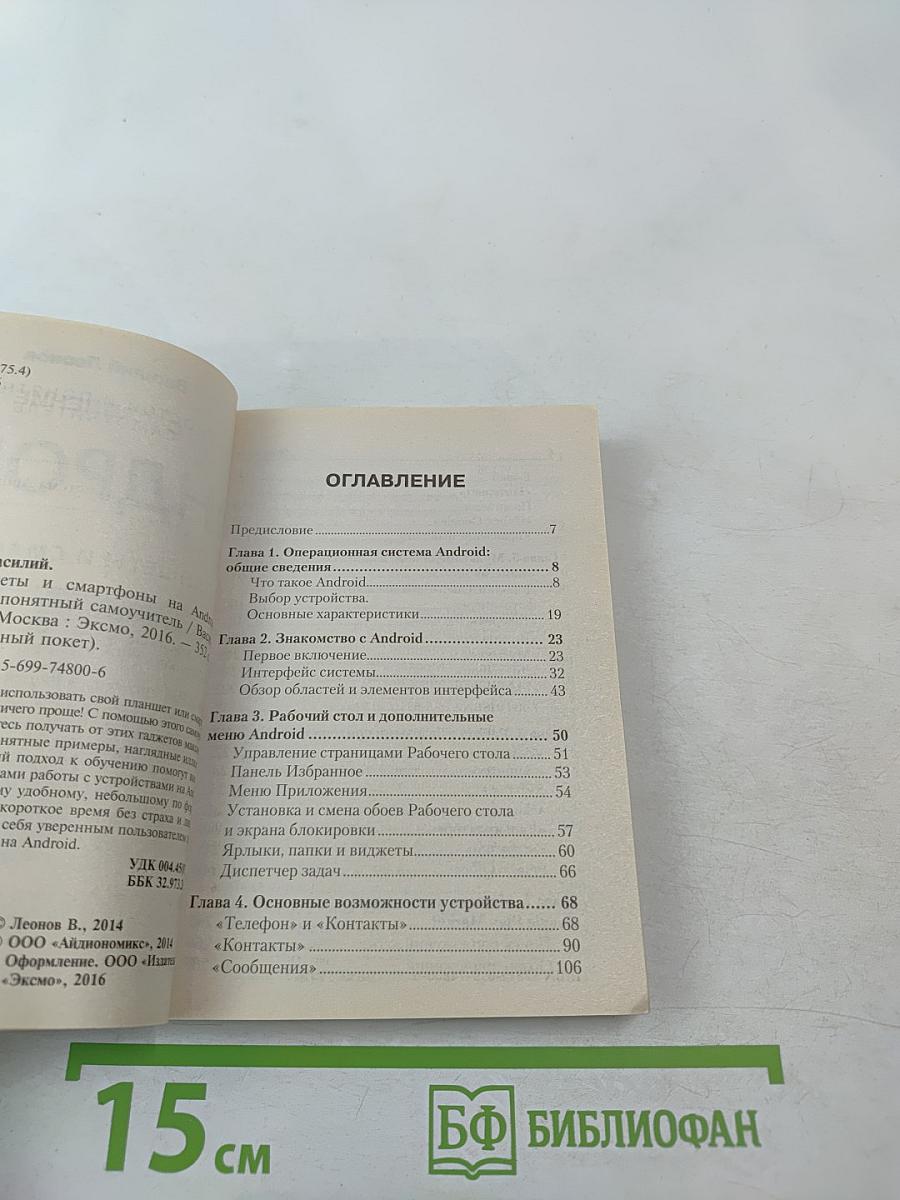 75.4)
асилий.
еты и смартфоны на
понятный самоучитель /
Москва : Эксмо, 2016. — 352
ный покет).
5-699-74800-6
использовать свой планшет или
ичего проще! С помощью этого
тесь получать от этих гаджетов
нятные примеры, наглядные
ий подход к обучению помогут
ами работы с устройствами на
му удобному, небольшому по
короткое время без страха и
себя уверенным пользователем
на Android.
УДК 004.45
ББК 32.973
© Леонов В., 2014
© ООО «Айдиономикс», 2014
Оформление. ООО «Издате
«Эксмо», 2016
ОГЛАВЛЕНИЕ
Предисловие 7
Глава 1. Операционная система Android:
общие сведения 8
Что такое Android 8
Выбор устройства.
Основные характеристики 19
Глава 2. Знакомство с Android 23
Первое включение 23
Интерфейс системы 32
Обзор областей и элементов интерфейса 43
Глава 3. Рабочий стол и дополнительные
меню Android 50
Управление страницами Рабочего стола 51
Панель Избранное 53
Меню Приложения 54
Установка и смена обоев Рабочего стола
и экрана блокировки 57
Ярлыки, папки и виджеты 60
Диспетчер задач 66
Глава 4. Основные возможности устройства 68
«Телефон» и «Контакты» 68
«Контакты» 90
«Сообщения» 106
15 см
БФ БИБЛИОФАН